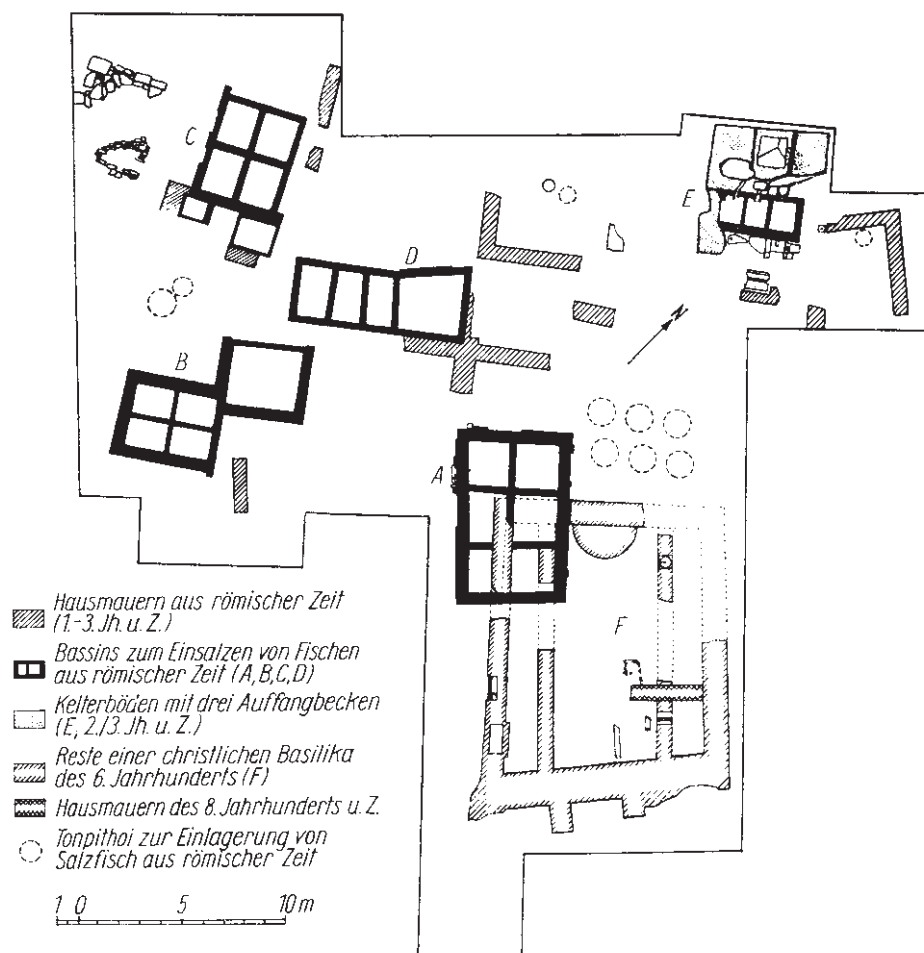 C
E
D
N
B
A
F
Hausmauern aus römischer Zeit
(1.-3. Jh. u. Z.)
Bassins zum Einsalzen von Fischen
aus römischer Zeit (A,B,C,D)
Kelterböden mit drei Auffangbecken
(E, 2./3. Jh. u. Z.)
Reste einer christlichen Basilika
des 6. Jahrhunderts (F)
Hausmauern des 8. Jahrhunderts u. Z.
Tonpithoi zur Einlagerung von
Salzfisch aus römischer Zeit
1 0 5 10 m